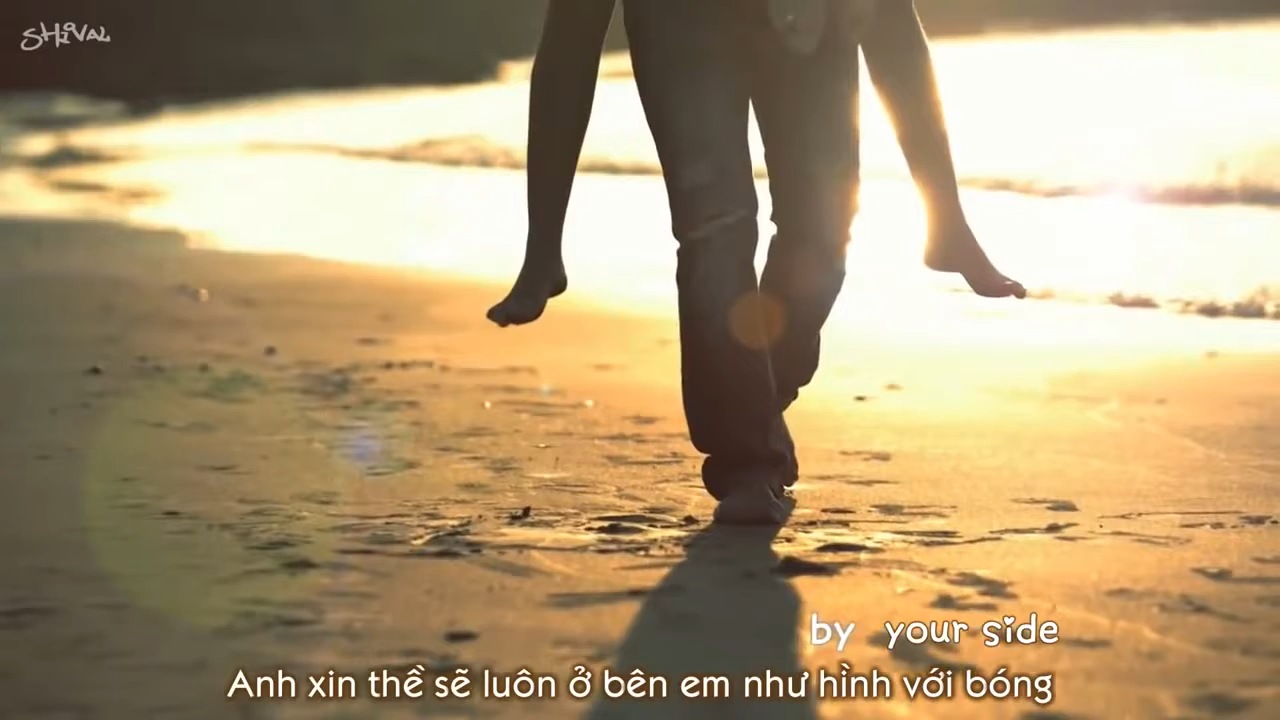 SHiVAL
by your side
Anh xin thề sẽ luôn ở bên em như hình với bóng